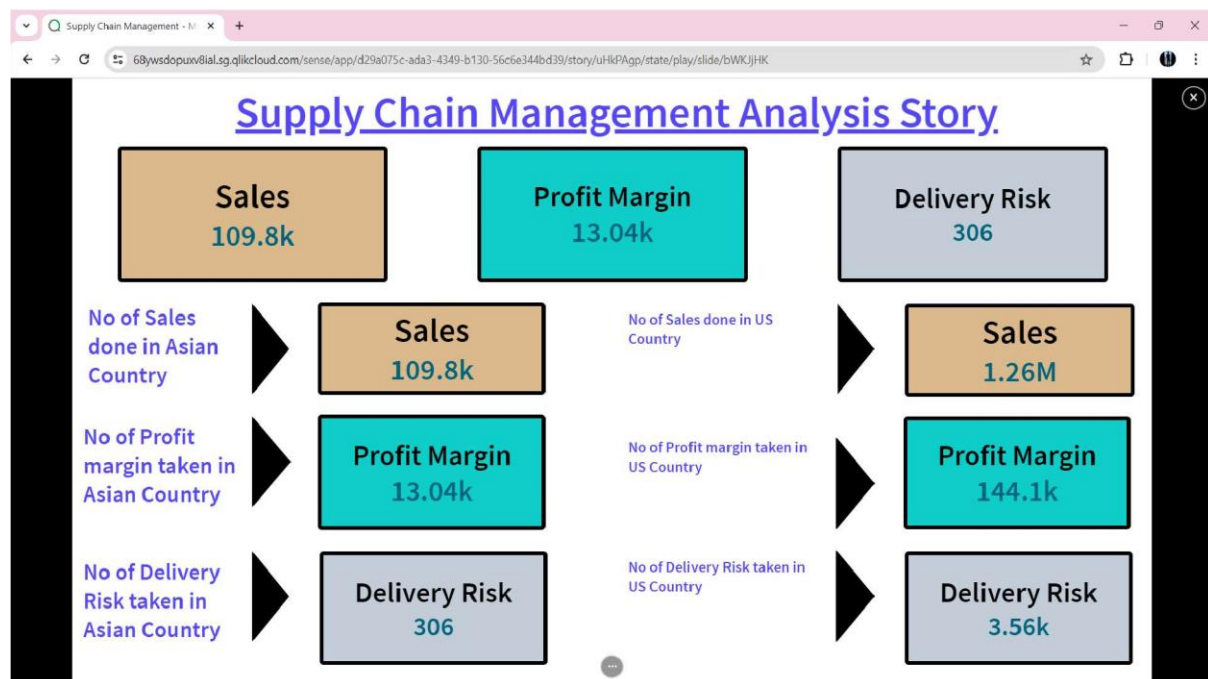 Supply Chain Management - M
68ywsdopuxv8ial.sg.qlikcloud.com/sense/app/d29a075c-ada3-4349-b130-56c6e344bd39/story/uHkPAgp/state/play/slide/bWKJjHK
Supply Chain Management Analysis Story
Sales
109.8k
Profit Margin
13.04k
Delivery Risk
306
No of Sales
done in Asian
Country
Sales
109.8k
No of Sales done in US
Country
Sales
1.26M
No of Profit
margin taken in
Asian Country
Profit Margin
13.04k
No of Profit margin taken in
US Country
Profit Margin
144.1k
No of Delivery
Risk taken in
Asian Country
Delivery Risk
306
No of Delivery Risk taken in
US Country
Delivery Risk
3.56k